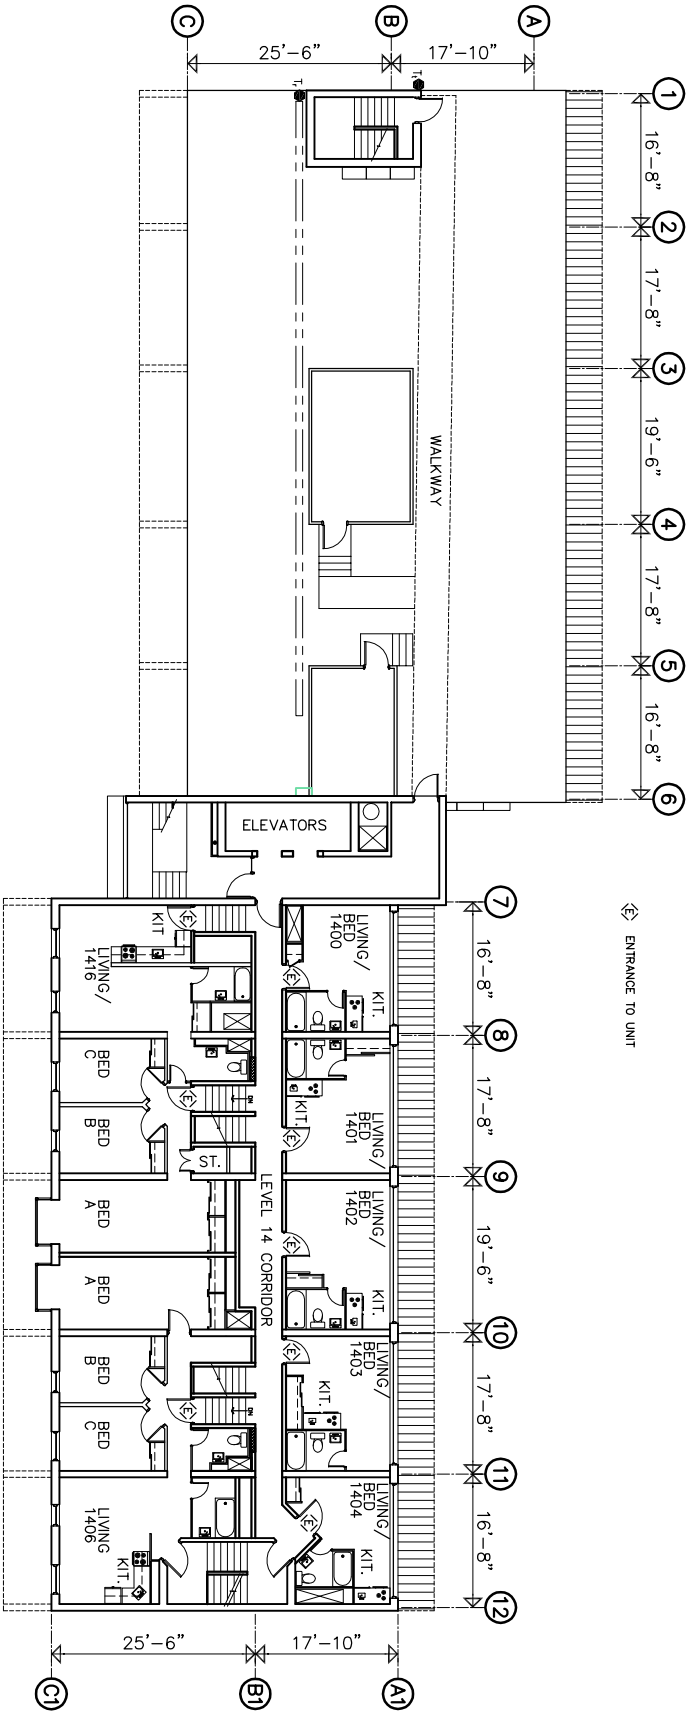 C
B
A
25'-6"
17'-10"
T₁
T₁
1
16'-8"
2
17'-8"
3
19'-6"
4
17'-8"
5
16'-8"
6
WALKWAY
ELEVATORS
E ENTRANCE TO UNIT
7
16'-8"
8
17'-8"
9
19'-6"
10
17'-8"
11
16'-8"
12
LIVING/
BED
1400
KIT.
E
LIVING/
BED
1401
KIT.
E
LIVING/
BED
1402
KIT.
E
LIVING/
BED
1403
KIT.
E
LIVING/
BED
1404
KIT.
E
LEVEL 14 CORRIDOR
KIT
E
LIVING/
1416
BED
C
BED
B
E
DN
ST.
BED
A
BED
A
BED
B
BED
C
E
DN
LIVING
1406
KIT.
25'-6"
17'-10"
C1
B1
A1